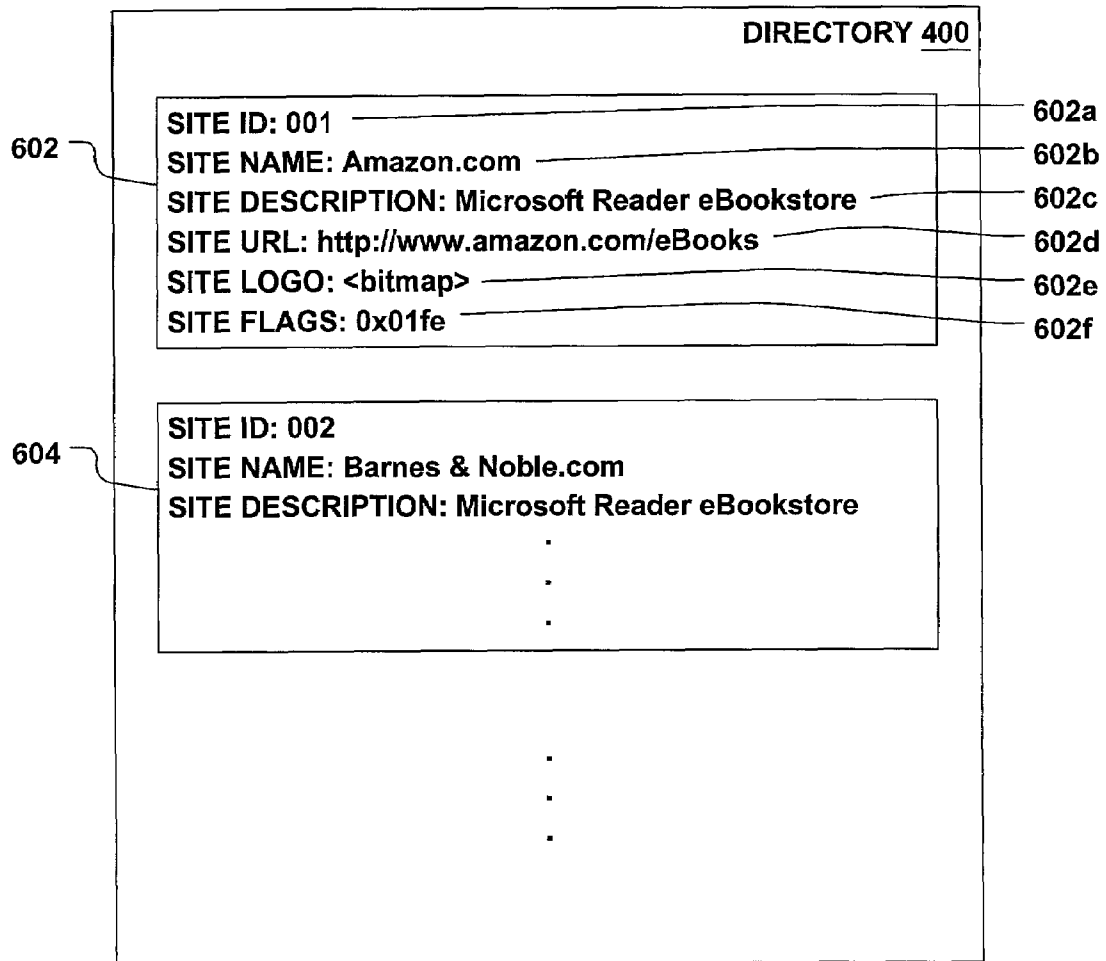 DIRECTORY 400
602
SITE ID: 001
602a
SITE NAME: Amazon.com
602b
SITE DESCRIPTION: Microsoft Reader eBookstore
602c
SITE URL: http://www.amazon.com/eBooks
602d
SITE LOGO: <bitmap>
602e
SITE FLAGS: 0x01fe
602f
604
SITE ID: 002
SITE NAME: Barnes & Noble.com
SITE DESCRIPTION: Microsoft Reader eBookstore
.
.
.
.
.
.